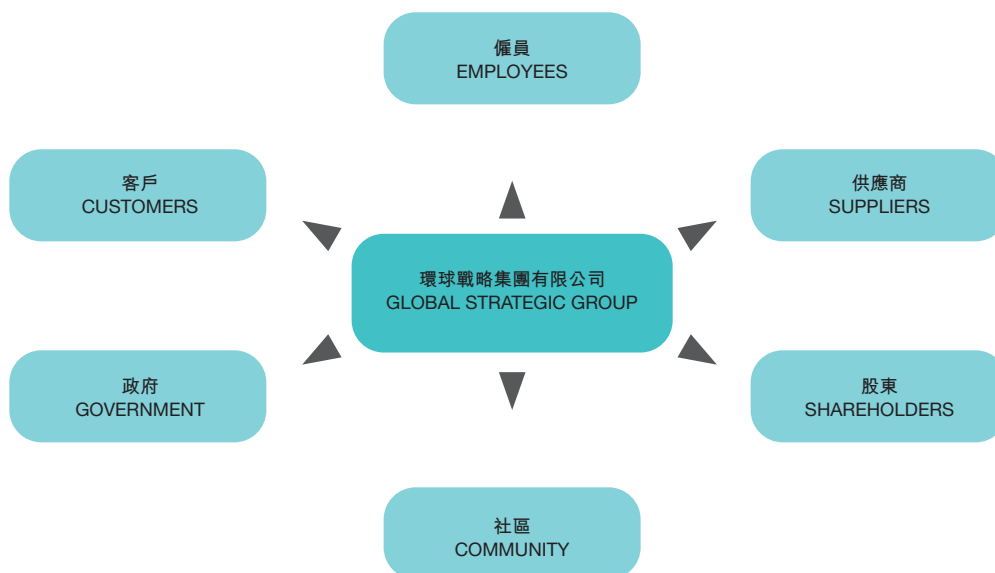 僱員
EMPLOYEES
客戶
CUSTOMERS
供應商
SUPPLIERS
環球戰略集團有限公司
GLOBAL STRATEGIC GROUP
政府
GOVERNMENT
股東
SHAREHOLDERS
社區
COMMUNITY